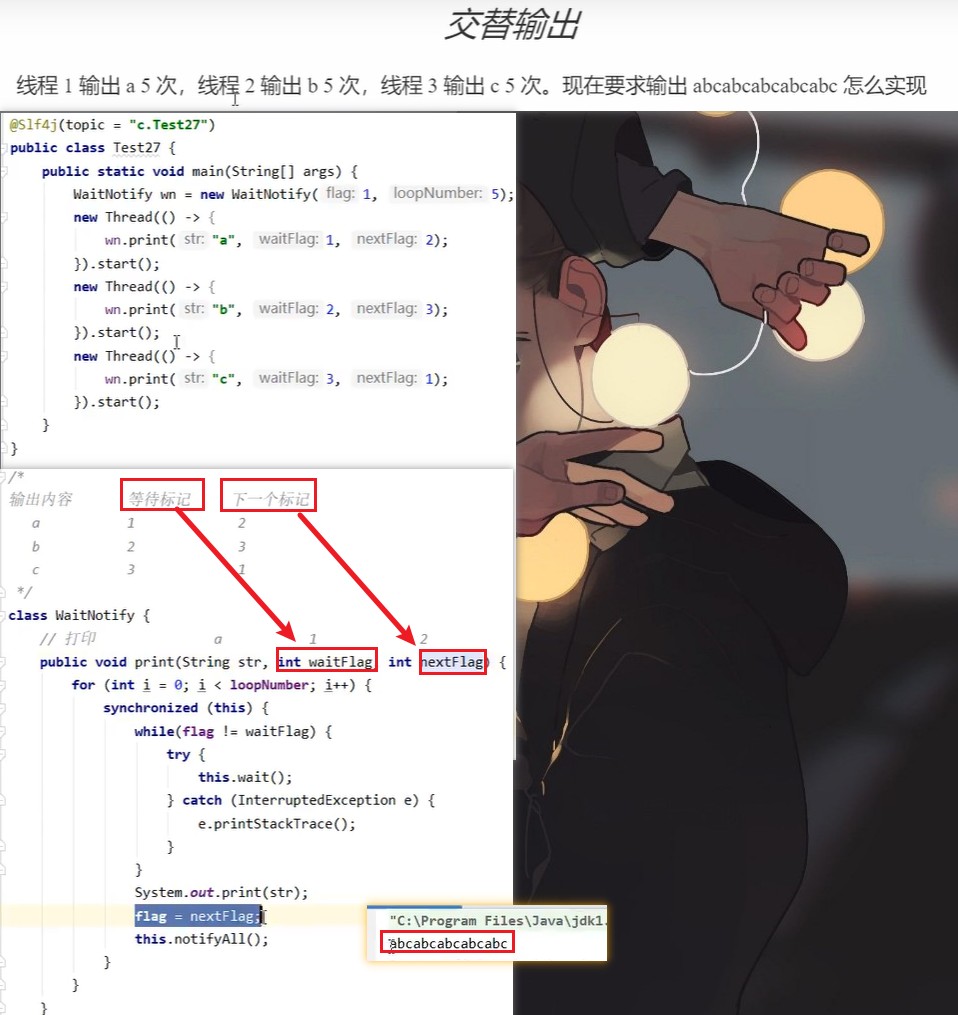 交替输出
线程 1 输出 a 5 次，线程 2 输出 b 5 次，线程 3 输出 c 5 次。现在要求输出 abcabcabcabcabc 怎么实现
@Slf4j(topic = "c.Test27")
public class Test27 {
public static void main(String[] args) {
WaitNotify wn = new WaitNotify( flag: 1, loopNumber: 5);
new Thread(() -> {
wn.print( str: "a", waitFlag: 1, nextFlag: 2);
}).start();
new Thread(() -> {
wn.print( str: "b", waitFlag: 2, nextFlag: 3);
}).start();
new Thread(() -> {
wn.print( str: "c", waitFlag: 3, nextFlag: 1);
}).start();
}
}
/*
输出内容 等待标记 下一个标记
a 1 2
b 2 3
c 3 1
*/
class WaitNotify {
// 打印 a 1 2
public void print(String str, int waitFlag, int nextFlag) {
for (int i = 0; i < loopNumber; i++) {
synchronized (this) {
while(flag != waitFlag) {
try {
this.wait();
} catch (InterruptedException e) {
e.printStackTrace();
}
}
System.out.print(str);
flag = nextFlag;
this.notifyAll();
}
}
}
"C:\Program Files\Java\jdk1.
abcabcabcabcabc